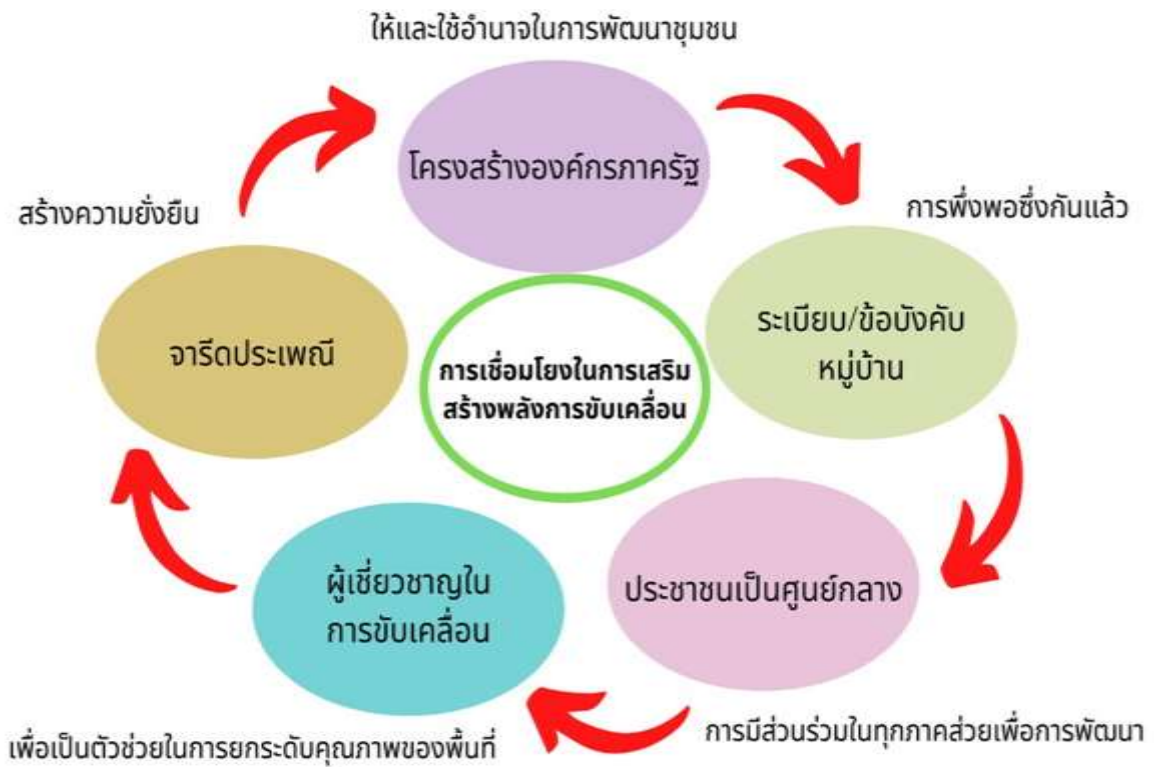 ให้และใช้อำนาจในการพัฒนาชุมชน
โครงสร้างองค์กรภาครัฐ
การพึ่งพอซึ่งกันแล้ว
ระเบียบ/ข้อบังคับ
หมู่บ้าน
ประชาชนเป็นศูนย์กลาง
การมีส่วนร่วมในทุกภาคส่วยเพื่อการพัฒนา
ผู้เชี่ยวชาญใน
การขับเคลื่อน
เพื่อเป็นตัวช่วยในการยกระดับคุณภาพของพื้นที่
จารีดประเพณี
สร้างความยั่งยืน
การเชื่อมโยงในการเสริม
สร้างพลังการขับเคลื่อน